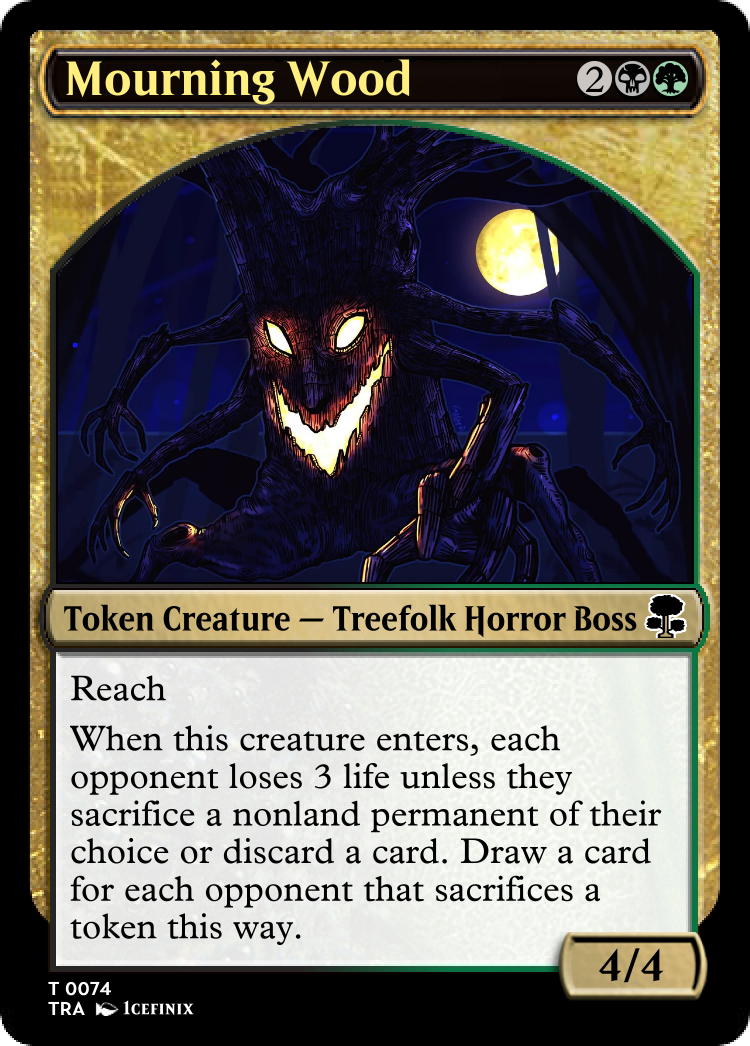 Mourning Wood 2
Token Creature — Treefolk Horror Boss
Reach
When this creature enters, each
opponent loses 3 life unless they
sacrifice a nonland permanent of their
choice or discard a card. Draw a card
for each opponent that sacrifices a
token this way.
4/4
T 0074
TRA Icefinix